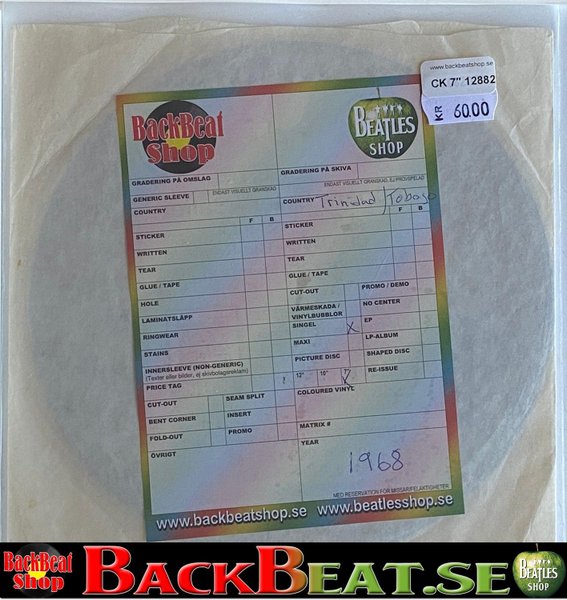 www.backbeatshop.se
CK 7" 12882
KR 60.00
BackBeat
Shop
BEATLES
SHOP
GRADERING PÅ OMSLAG
GRADERING PÅ SKIVA
ENDAST VISUELLT GRANSKAD
ENDAST VISUELLT GRANSKAD, EJ PROVSPELAD
GENERIC SLEEVE
COUNTRY
COUNTRY Trinidad/Tobago
F B
F B
STICKER
STICKER
WRITTEN
WRITTEN
TEAR
TEAR
GLUE / TAPE
GLUE / TAPE
HOLE
CUT-OUT
PROMO / DEMO
LAMINATSLÄPP
VÄRMESKADA /
VINYLBUBBLOR
NO CENTER
RINGWEAR
SINGEL X
EP
STAINS
MAXI
LP-ALBUM
INNERSLEEVE (NON-GENERIC)
(Texter eller bilder, ej skivbolagsreklam)
PICTURE DISC
SHAPED DISC
PRICE TAG
12" 10" 7"
RE-ISSUE
CUT-OUT
SEAM SPLIT
COLOURED VINYL
BENT CORNER
INSERT
FOLD-OUT
PROMO
MATRIX #
ÖVRIGT
YEAR
1968
MED RESERVATION FÖR MISSAR/FELAKTIGHETER
www.backbeatshop.se www.beatlesshop.se
BackBeat
Shop
BACKBEAT.SE
BEATLES
SHOP